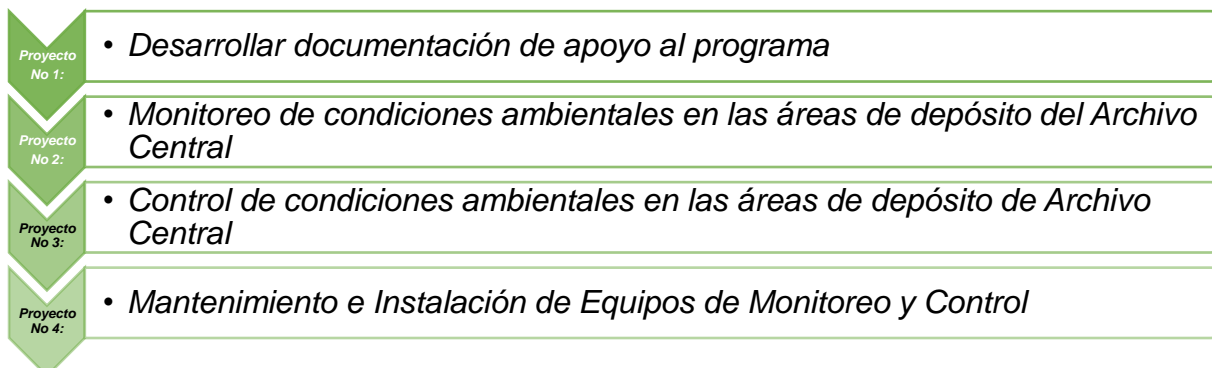 Proyecto
No 1:
• Desarrollar documentación de apoyo al programa
Proyecto
No 2:
• Monitoreo de condiciones ambientales en las áreas de depósito del Archivo
Central
Proyecto
No 3:
• Control de condiciones ambientales en las áreas de depósito de Archivo
Central
Proyecto
No 4:
• Mantenimiento e Instalación de Equipos de Monitoreo y Control